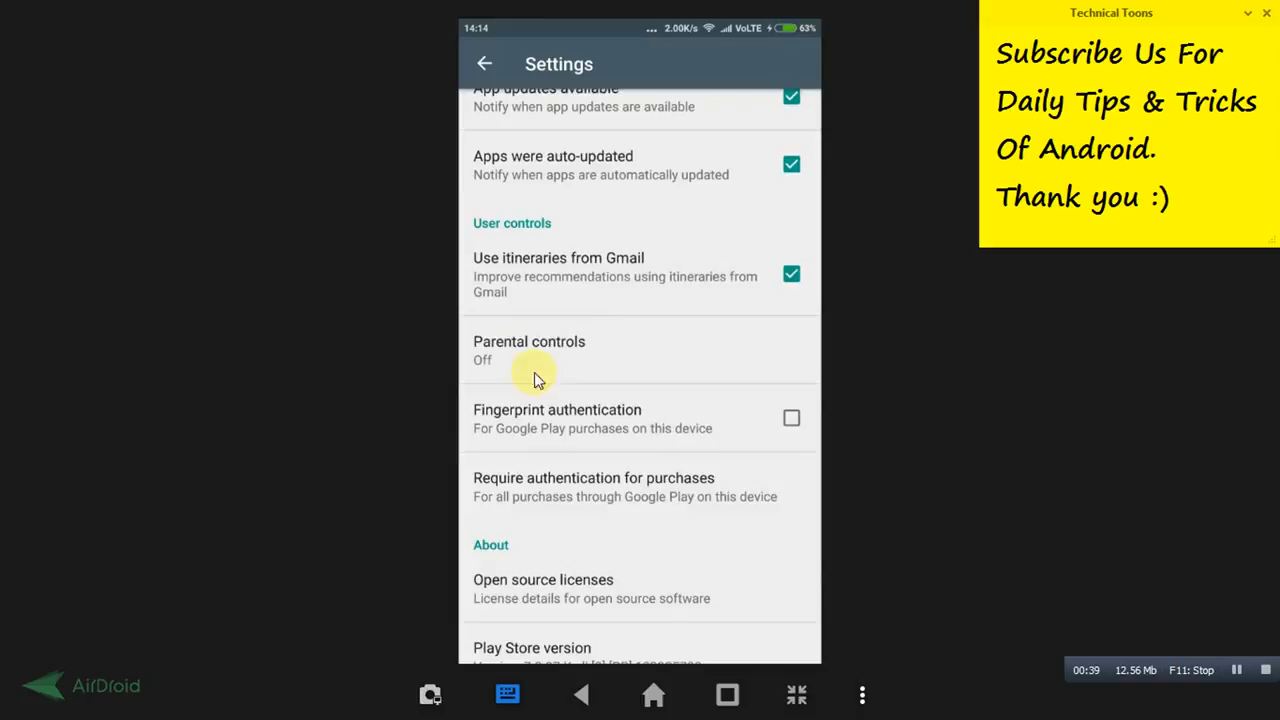 14:14
... 2.00K/s VoLTE 63%
Settings
App updates available
Notify when app updates are available
Apps were auto-updated
Notify when apps are automatically updated
User controls
Use itineraries from Gmail
Improve recommendations using itineraries from
Gmail
Parental controls
Off
Fingerprint authentication
For Google Play purchases on this device
Require authentication for purchases
For all purchases through Google Play on this device
About
Open source licenses
License details for open source software
Play Store version
Technical Toons
Subscribe Us For
Daily Tips & Tricks
Of Android.
Thank you :)
AirDroid
00:39 12.56 Mb F11: Stop